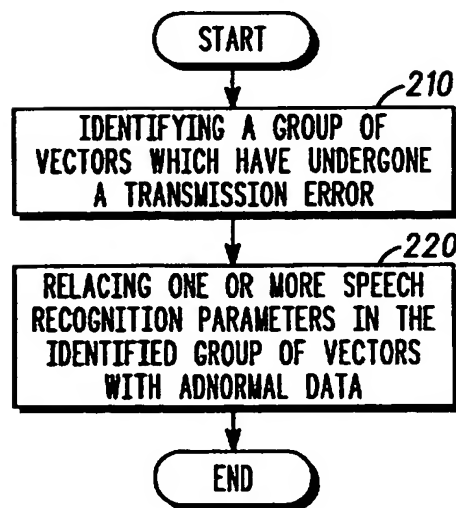 START
210
IDENTIFYING A GROUP OF
VECTORS WHICH HAVE UNDERGONE
A TRANSMISSION ERROR
220
RELACING ONE OR MORE SPEECH
RECOGNITION PARAMETERS IN THE
IDENTIFIED GROUP OF VECTORS
WITH ADNORMAL DATA
END